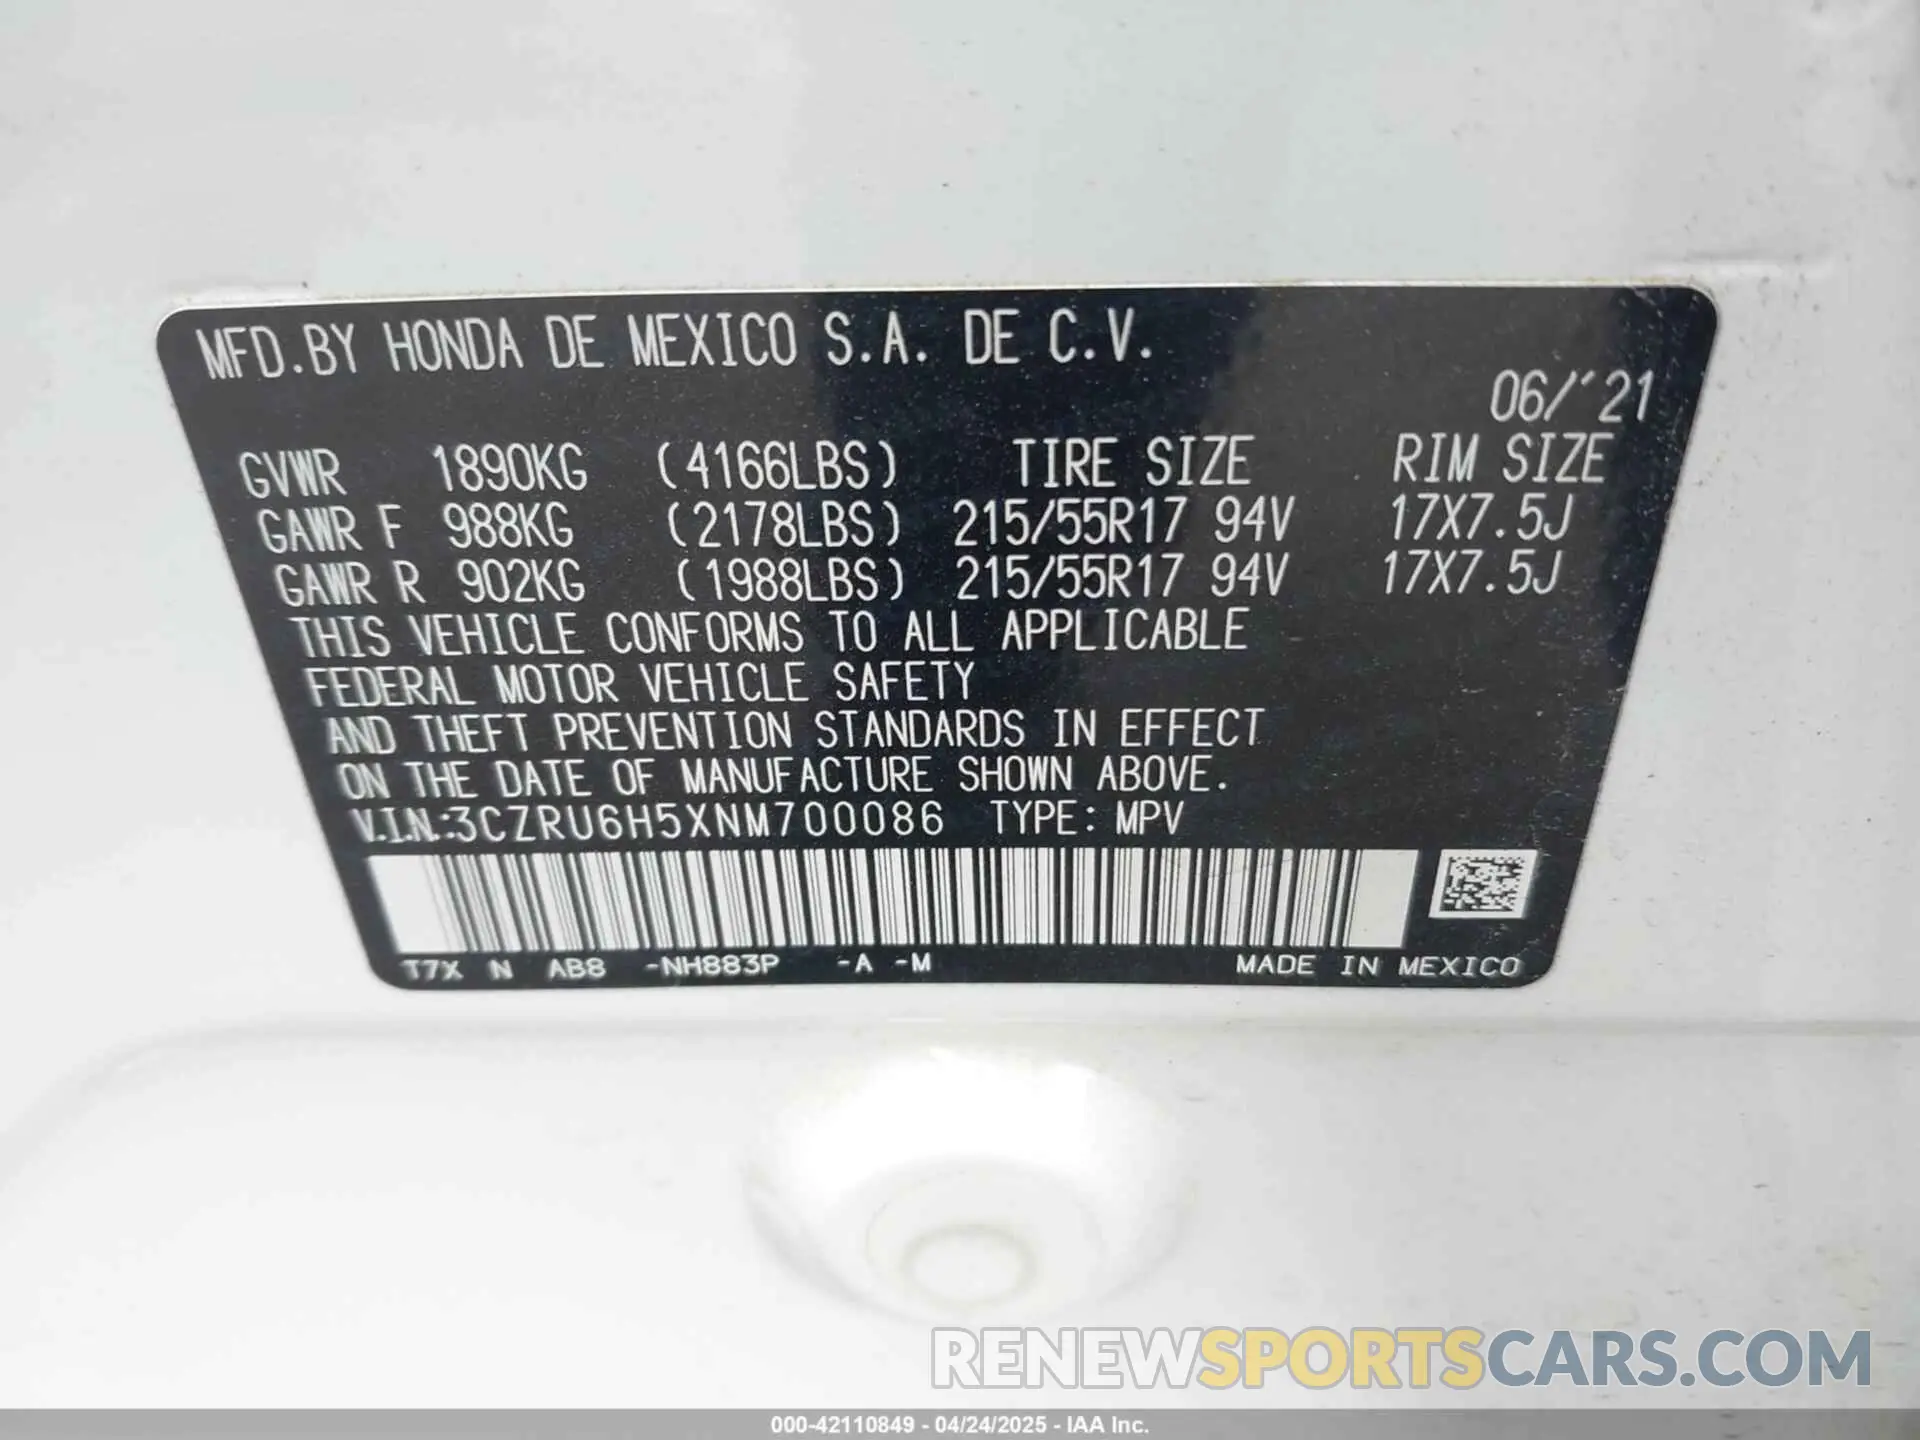 MFD.BY HONDA DE MEXICO S.A. DE C.V.
06/'21
GVWR 1890KG (4166LBS) TIRE SIZE RIM SIZE
GAWR F 988KG (2178LBS) 215/55R17 94V 17X7.5J
GAWR R 902KG (1988LBS) 215/55R17 94V 17X7.5J
THIS VEHICLE CONFORMS TO ALL APPLICABLE
FEDERAL MOTOR VEHICLE SAFETY
AND THEFT PREVENTION STANDARDS IN EFFECT
ON THE DATE OF MANUFACTURE SHOWN ABOVE.
V.I.N.:3CZRU6H5XNM700086 TYPE: MPV
T7X N AB8 -NH883P -A -M MADE IN MEXICO
RENEWSPORTSCARS.COM
000-42110849 - 04/24/2025 - IAA Inc.